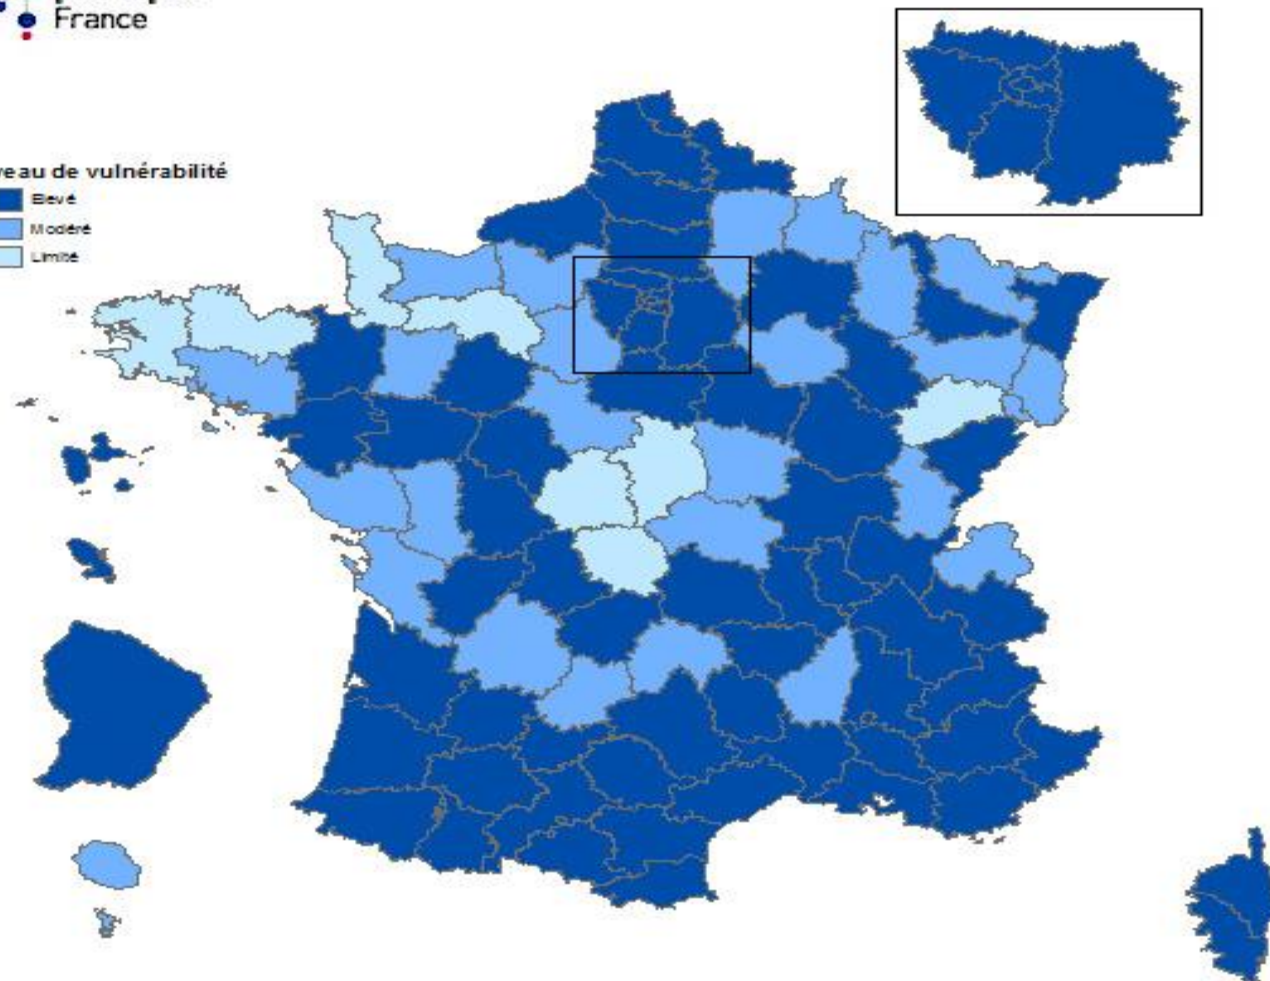 France
eau de vulnérabilité
Elevé
Modéré
Limité